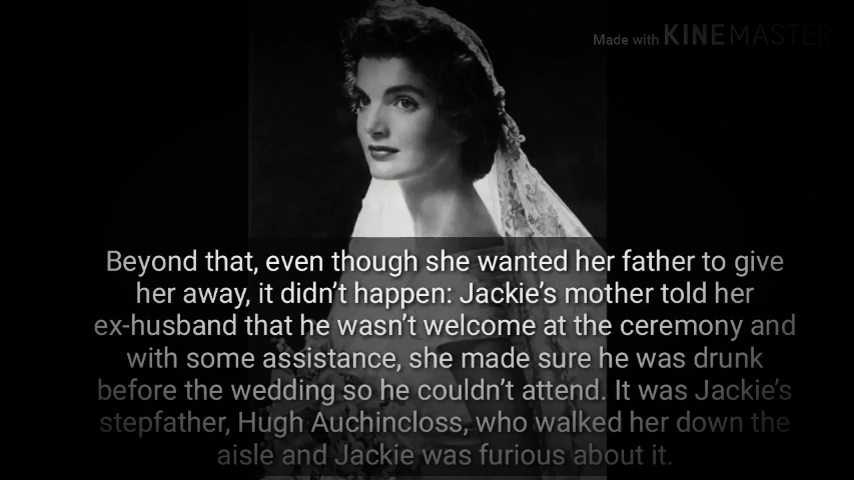 Made with KINEMASTER
Beyond that, even though she wanted her father to give
her away, it didn’t happen: Jackie’s mother told her
ex-husband that he wasn’t welcome at the ceremony and
with some assistance, she made sure he was drunk
before the wedding so he couldn’t attend. It was Jackie’s
stepfather, Hugh Auchincloss, who walked her down the
aisle and Jackie was furious about it.